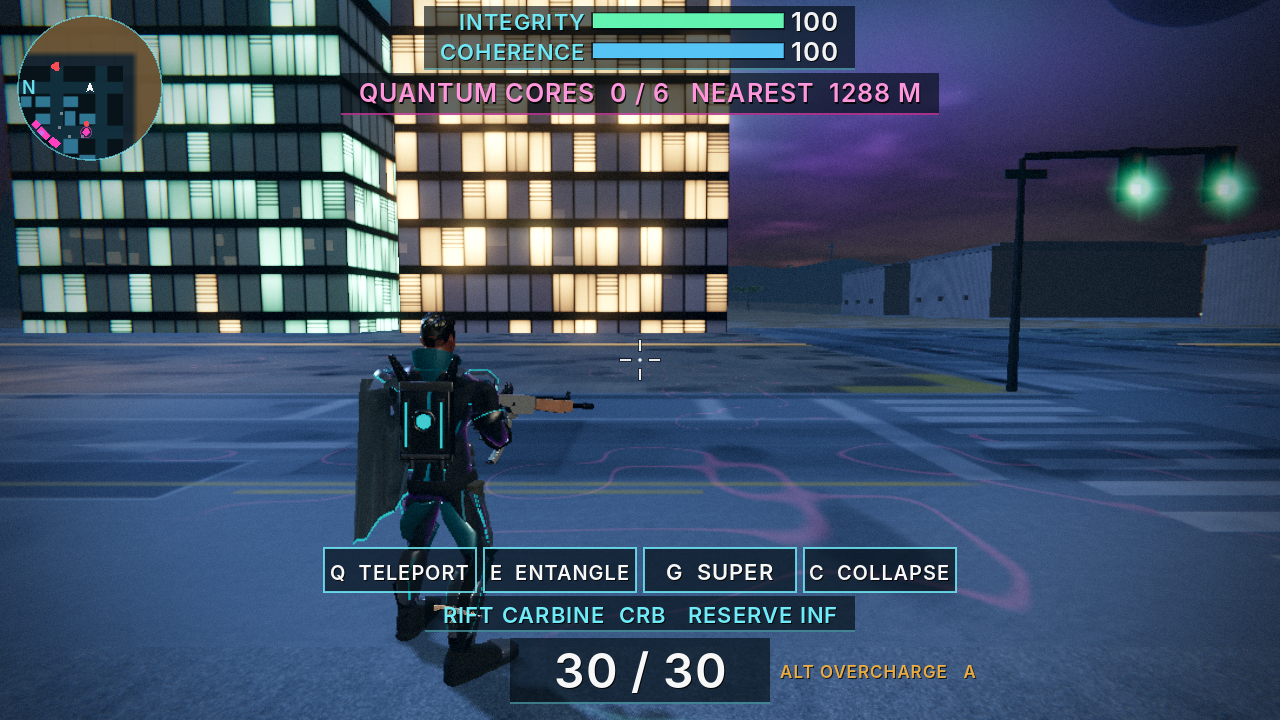 INTEGRITY 100
COHERENCE 100
QUANTUM CORES 0 / 6 NEAREST 1288 M
N
Q TELEPORT E ENTANGLE G SUPER C COLLAPSE
RIFT CARBINE CRB RESERVE INF
30 / 30 ALT OVERCHARGE A